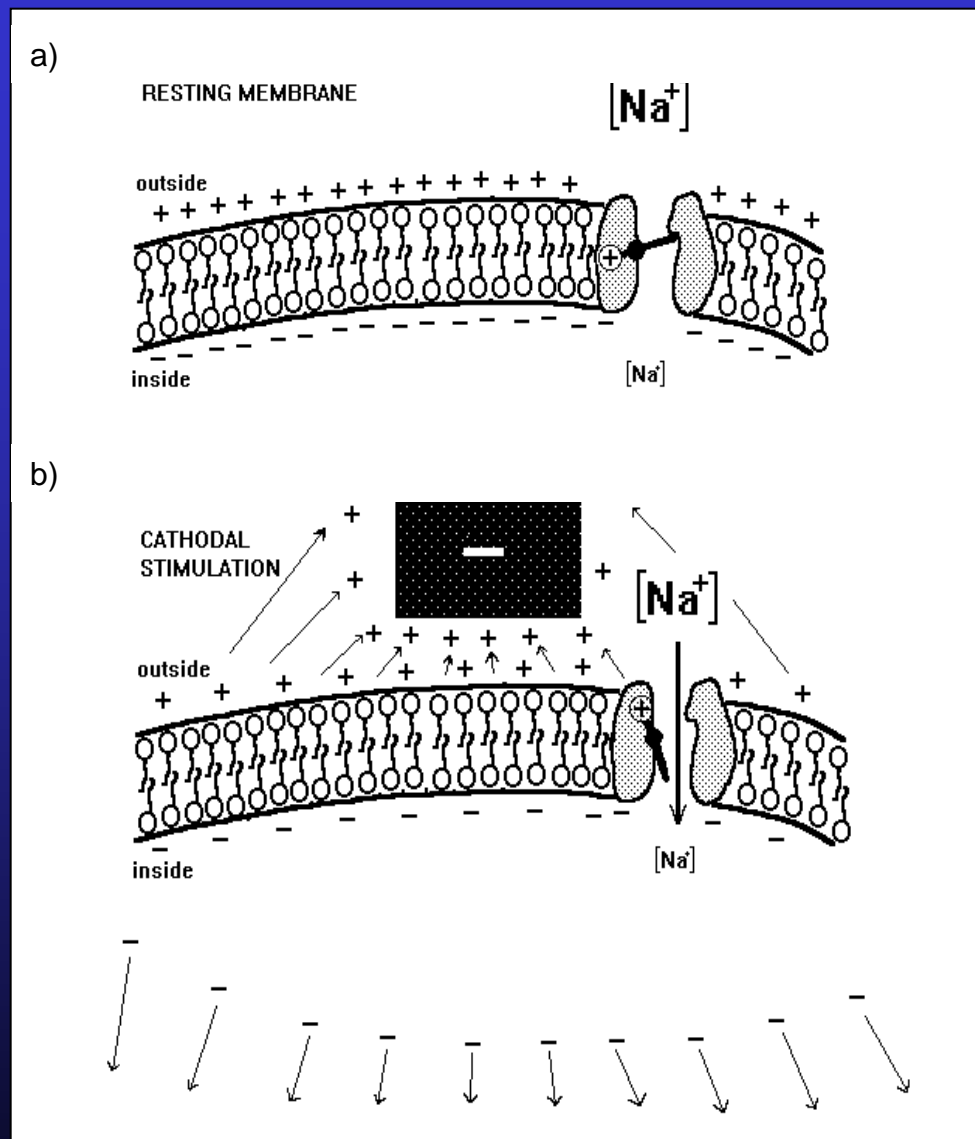 a)
RESTING MEMBRANE
[Na+]
outside
+ + + + + + + + + + + + + + + + + + +
+
− − − − − − − − − − − − − − − − − − − −
inside
[Na+]
b)
CATHODAL
STIMULATION
−
[Na+]
outside
inside
[Na+]